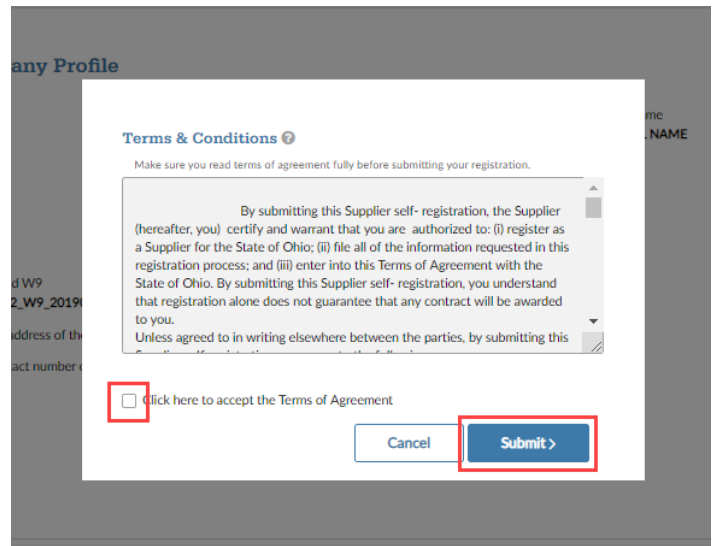 any Profile
me
NAME
Terms & Conditions ?
Make sure you read terms of agreement fully before submitting your registration.
By submitting this Supplier self- registration, the Supplier
(hereafter, you) certify and warrant that you are authorized to: (i) register as
a Supplier for the State of Ohio; (ii) file all of the information requested in this
registration process; and (iii) enter into this Terms of Agreement with the
State of Ohio. By submitting this Supplier self- registration, you understand
that registration alone does not guarantee that any contract will be awarded
to you.
Unless agreed to in writing elsewhere between the parties, by submitting this
d W9
2_W9_2019
address of th
act number
Click here to accept the Terms of Agreement
Cancel
Submit >